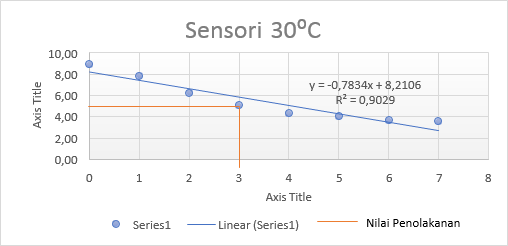 Sensori 30⁰C
10,00
8,00
6,00
4,00
2,00
0,00
Axis Title
y = -0,7834x + 8,2106
R² = 0,9029
0 1 2 3 4 5 6 7 8
Axis Title
Series1 Linear (Series1) Nilai Penolakanan